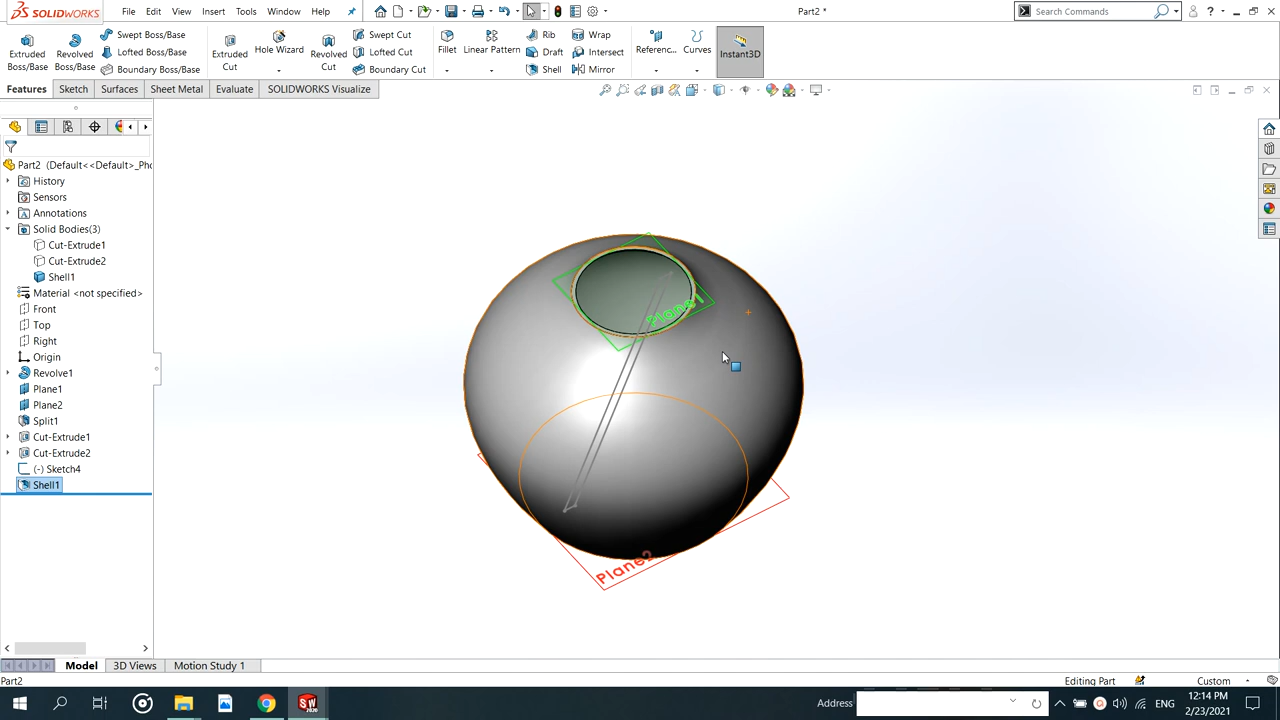 SOLIDWORKS
File
Edit
View
Insert
Tools
Window
Help
Part2 *
Search Commands
Extruded
Boss/Base
Revolved
Boss/Base
Swept Boss/Base
Lofted Boss/Base
Boundary Boss/Base
Extruded
Cut
Hole Wizard
Revolved
Cut
Swept Cut
Lofted Cut
Boundary Cut
Fillet
Linear Pattern
Rib
Draft
Shell
Wrap
Intersect
Mirror
Referenc...
Curves
Instant3D
Features
Sketch
Surfaces
Sheet Metal
Evaluate
SOLIDWORKS Visualize
Part2 (Default<<Default>_Pho
History
Sensors
Annotations
Solid Bodies(3)
Cut-Extrude1
Cut-Extrude2
Shell1
Material <not specified>
Front
Top
Right
Origin
Revolve1
Plane1
Plane2
Split1
Cut-Extrude1
Cut-Extrude2
(-) Sketch4
Shell1
Plane1
Plane2
Model
3D Views
Motion Study 1
Part2
Editing Part
Custom
Address
ENG
12:14 PM
2/23/2021